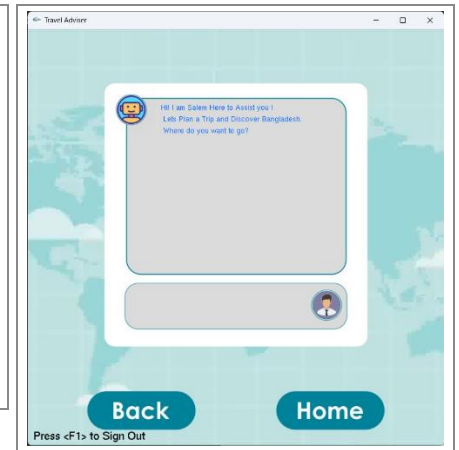 Travel Adviser
Hi! I am Salem Here to Assist you !
Lets Plan a Trip and Discover Bangladesh.
Where do you want to go?
Back
Home
Press <F1> to Sign Out